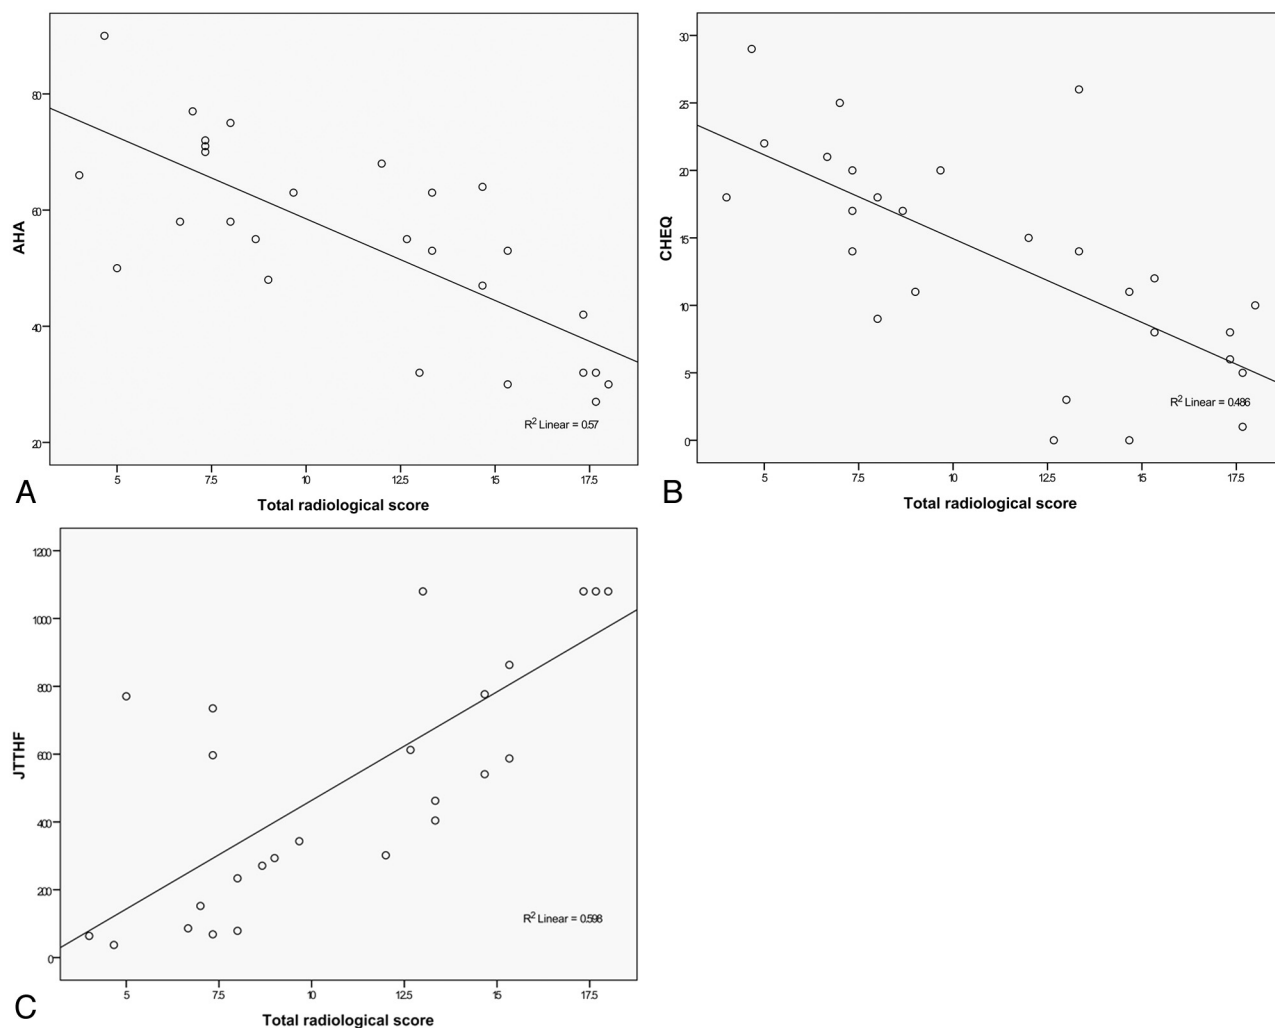 80
60
40
20
AHA
R² Linear = 0.57
5 7.5 10 12.5 15 17.5
A
Total radiological score
30
25
20
15
10
5
0
CHEQ
R² Linear = 0.486
5 7.5 10 12.5 15 17.5
B
Total radiological score
1200
1000
800
600
400
200
0
JTTHF
R² Linear = 0.598
5 7.5 10 12.5 15 17.5
C
Total radiological score